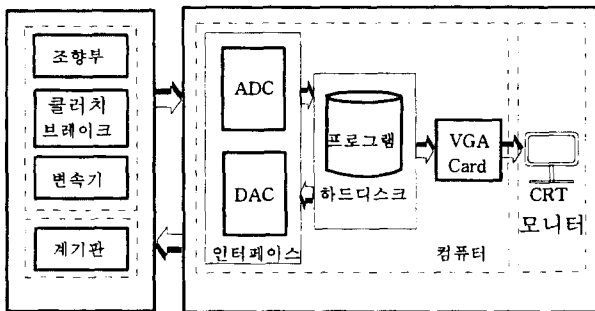 조향부
클러치
브레이크
변속기
계기판
ADC
DAC
인터페이스
프로그램
하드디스크
VGA
Card
컴퓨터
CRT
모니터